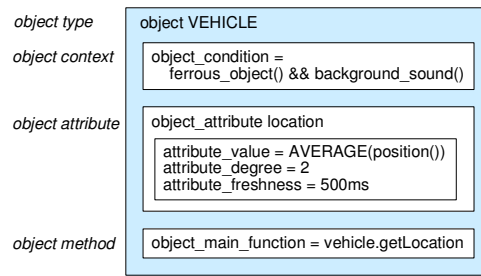 object type object VEHICLE
object context object_condition =
ferrous_object() && background_sound()
object attribute object_attribute location
attribute_value = AVERAGE(position())
attribute_degree = 2
attribute_freshness = 500ms
object method object_main_function = vehicle.getLocation